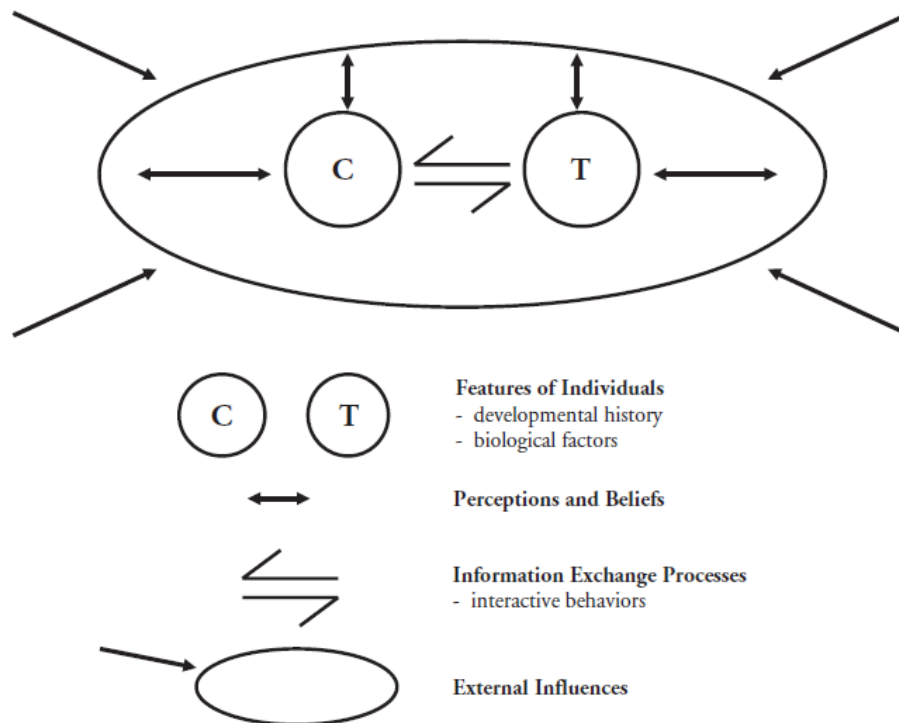 C T
C T
Features of Individuals
- developmental history
- biological factors
Perceptions and Beliefs
Information Exchange Processes
- interactive behaviors
External Influences